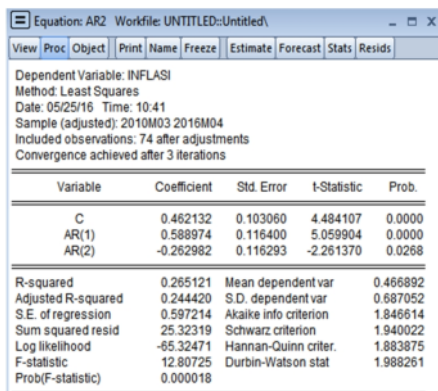 Equation: AR2 Workfile: UNTITLED::Untitled\
View Proc Object Print Name Freeze Estimate Forecast Stats Resids
Dependent Variable: INFLASI
Method: Least Squares
Date: 05/25/16 Time: 10:41
Sample (adjusted): 2010M03 2016M04
Included observations: 74 after adjustments
Convergence achieved after 3 iterations
Variable Coefficient Std. Error t-Statistic Prob.
C 0.462132 0.103060 4.484107 0.0000
AR(1) 0.588974 0.116400 5.059904 0.0000
AR(2) -0.262982 0.116293 -2.261370 0.0268
R-squared 0.265121 Mean dependent var 0.466892
Adjusted R-squared 0.244420 S.D. dependent var 0.687052
S.E. of regression 0.597214 Akaike info criterion 1.846614
Sum squared resid 25.32319 Schwarz criterion 1.940022
Log likelihood -65.32471 Hannan-Quinn criter. 1.883875
F-statistic 12.80725 Durbin-Watson stat 1.988261
Prob(F-statistic) 0.000018